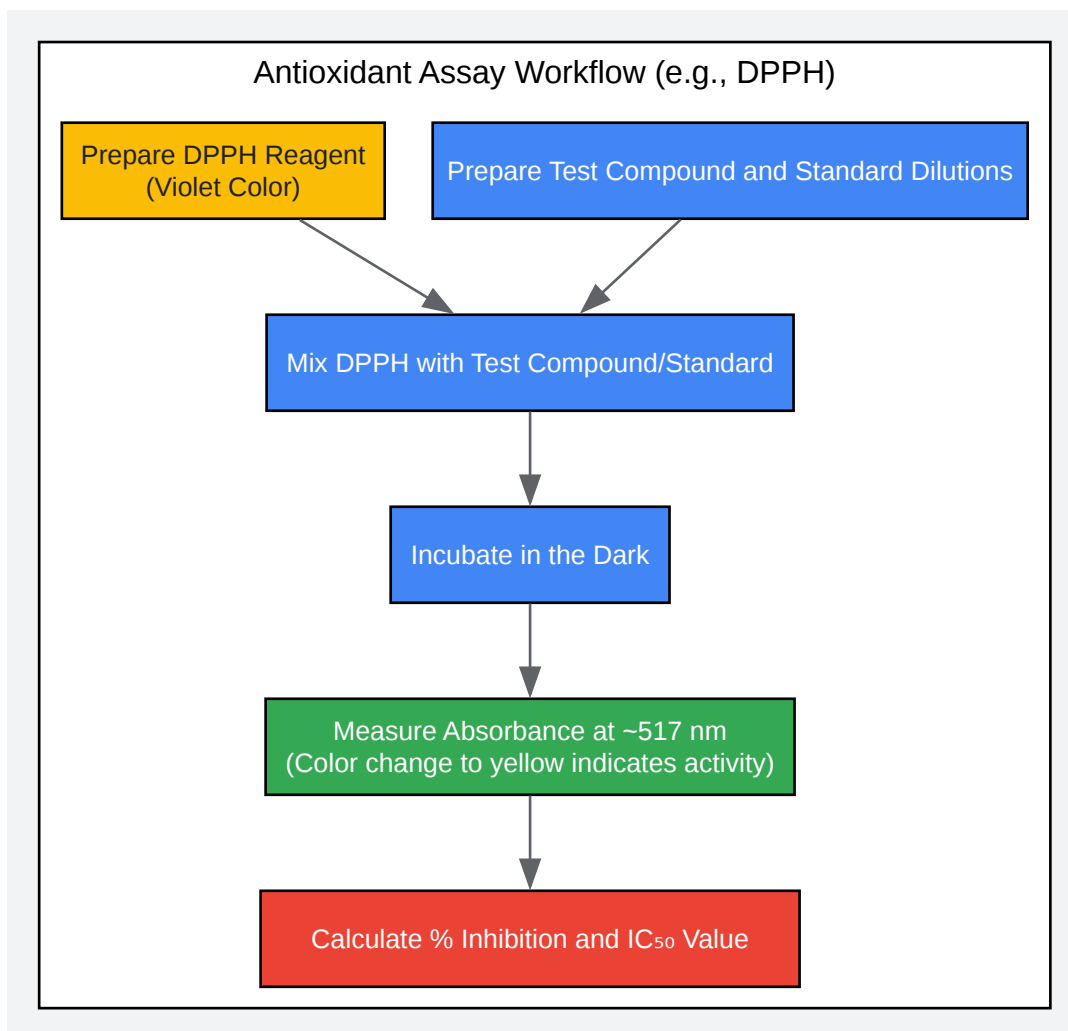 Antioxidant Assay Workflow (e.g., DPPH)
Prepare DPPH Reagent
(Violet Color)
Prepare Test Compound and Standard Dilutions
Mix DPPH with Test Compound/Standard
Incubate in the Dark
Measure Absorbance at ~517 nm
(Color change to yellow indicates activity)
Calculate % Inhibition and IC₅₀ Value